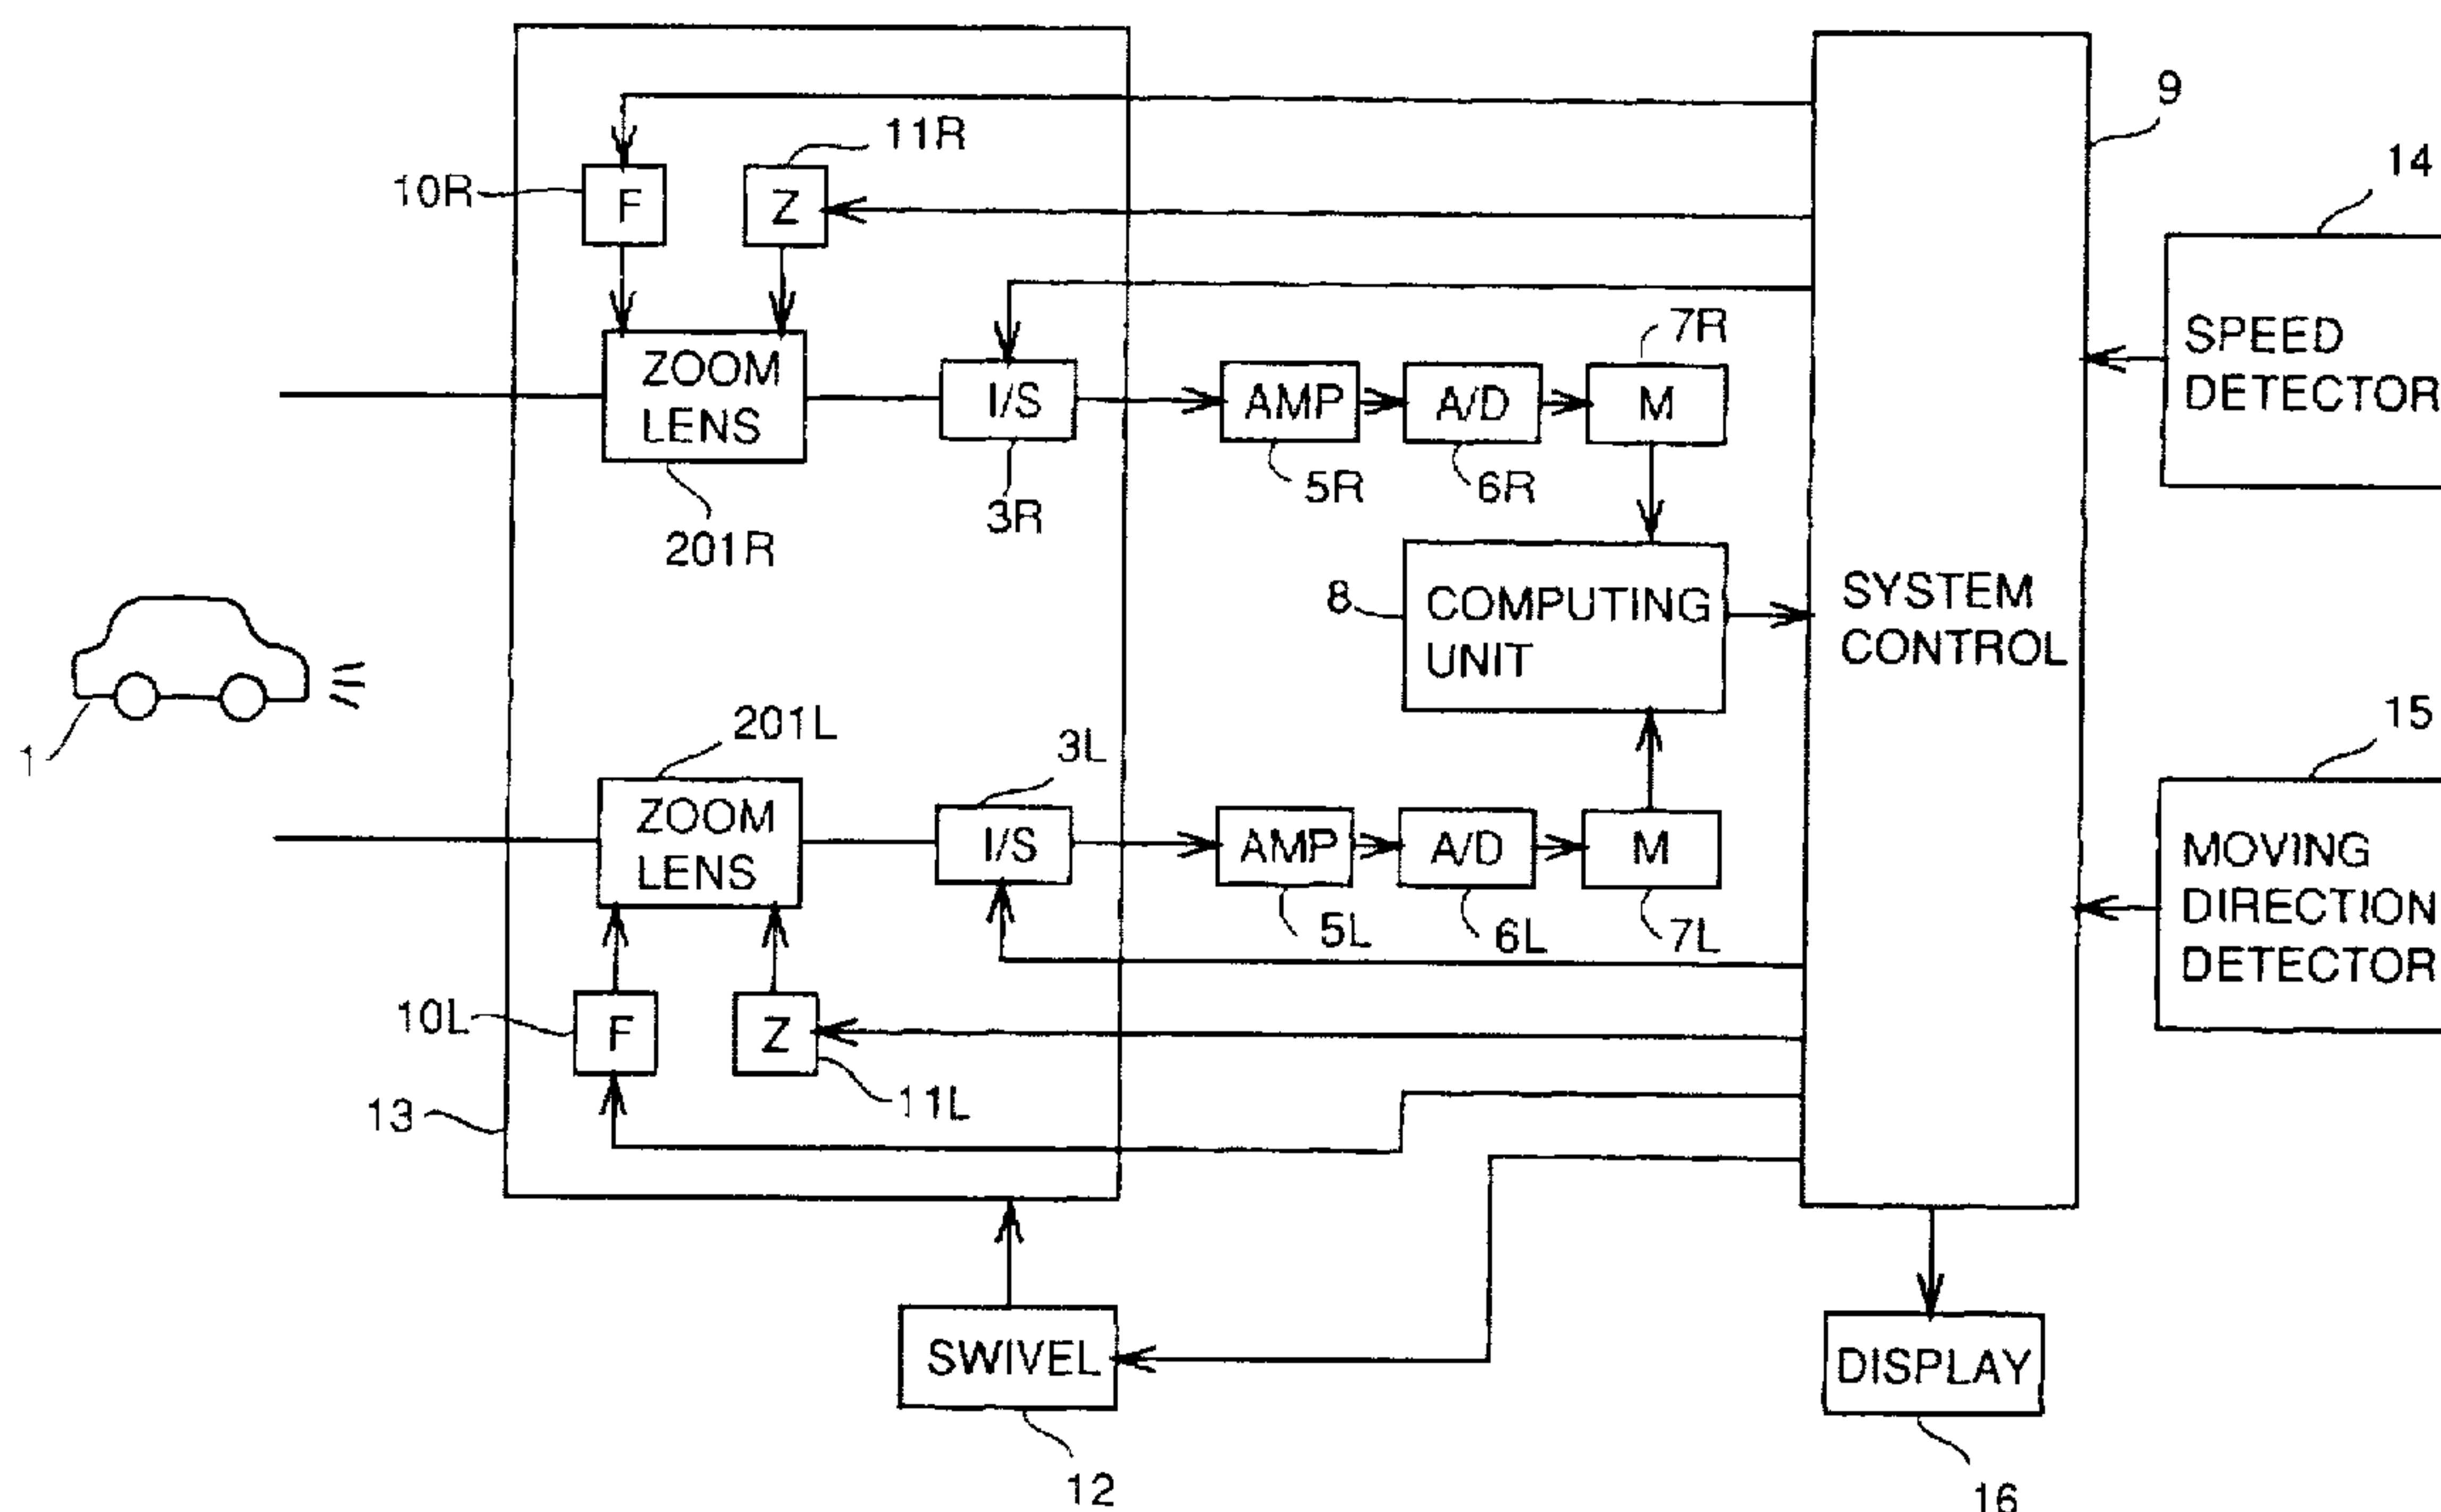 9
11R
14
10R
F
Z
7R
ZOOM
LENS
I/S
AMP
A/D
M
SPEED
DETECTOR
5R
6R
3R
201R
8
COMPUTING
UNIT
SYSTEM
CONTROL
1
201L
3L
15
ZOOM
LENS
I/S
AMP
A/D
M
MOVING
DIRECTION
DETECTOR
5L
6L
7L
10L
F
Z
11L
13
SWIVEL
DISPLAY
12
16